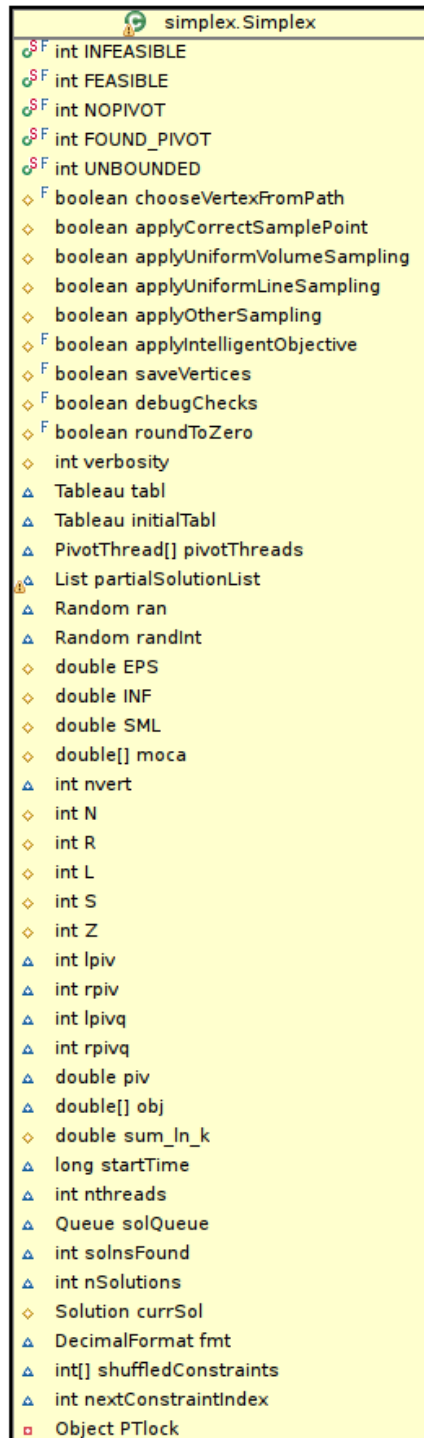 simplex.Simplex
S F int INFEASIBLE
S F int FEASIBLE
S F int NOPIVOT
S F int FOUND_PIVOT
S F int UNBOUNDED
F boolean chooseVertexFromPath
boolean applyCorrectSamplePoint
boolean applyUniformVolumeSampling
boolean applyUniformLineSampling
boolean applyOtherSampling
F boolean applyIntelligentObjective
F boolean saveVertices
F boolean debugChecks
F boolean roundToZero
int verbosity
Tableau tabl
Tableau initialTabl
PivotThread[] pivotThreads
List partialSolutionList
Random ran
Random randInt
double EPS
double INF
double SML
double[] moca
int nvert
int N
int R
int L
int S
int Z
int lpiv
int rpiv
int lpivq
int rpivq
double piv
double[] obj
double sum_ln_k
long startTime
int nthreads
Queue solQueue
int solnsFound
int nSolutions
Solution currSol
DecimalFormat fmt
int[] shuffledConstraints
int nextConstraintIndex
Object PTlock